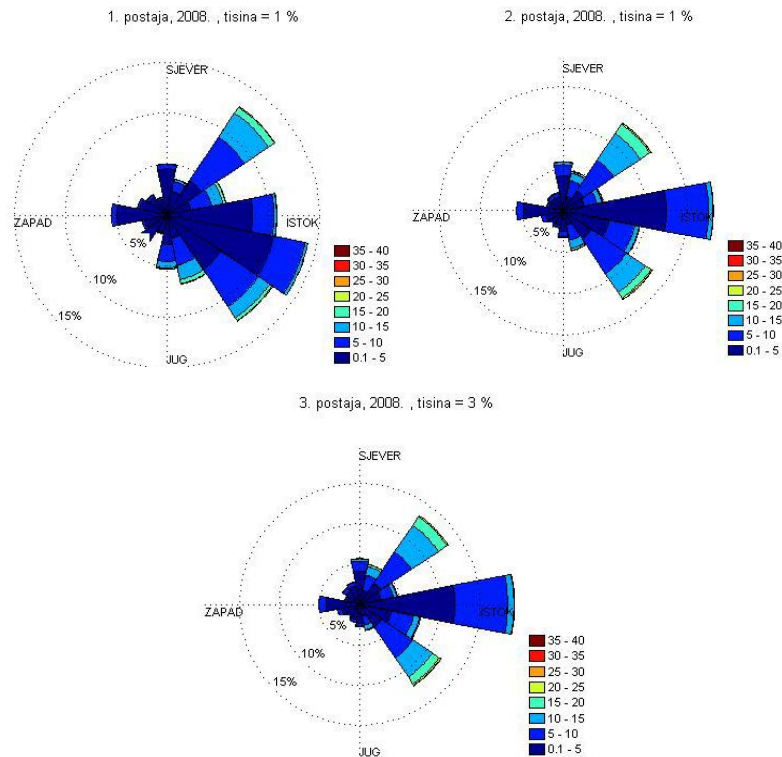 1. postaja, 2008. , tisina = 1 %
SJEVER
ZAPAD
ISTOK
5%
10%
15%
JUG
35 - 40
30 - 35
25 - 30
20 - 25
15 - 20
10 - 15
5 - 10
0.1 - 5
2. postaja, 2008. , tisina = 1 %
SJEVER
ZAPAD
ISTOK
5%
10%
15%
JUG
35 - 40
30 - 35
25 - 30
20 - 25
15 - 20
10 - 15
5 - 10
0.1 - 5
3. postaja, 2008. , tisina = 3 %
SJEVER
ZAPAD
ISTOK
5%
10%
15%
JUG
35 - 40
30 - 35
25 - 30
20 - 25
15 - 20
10 - 15
5 - 10
0.1 - 5